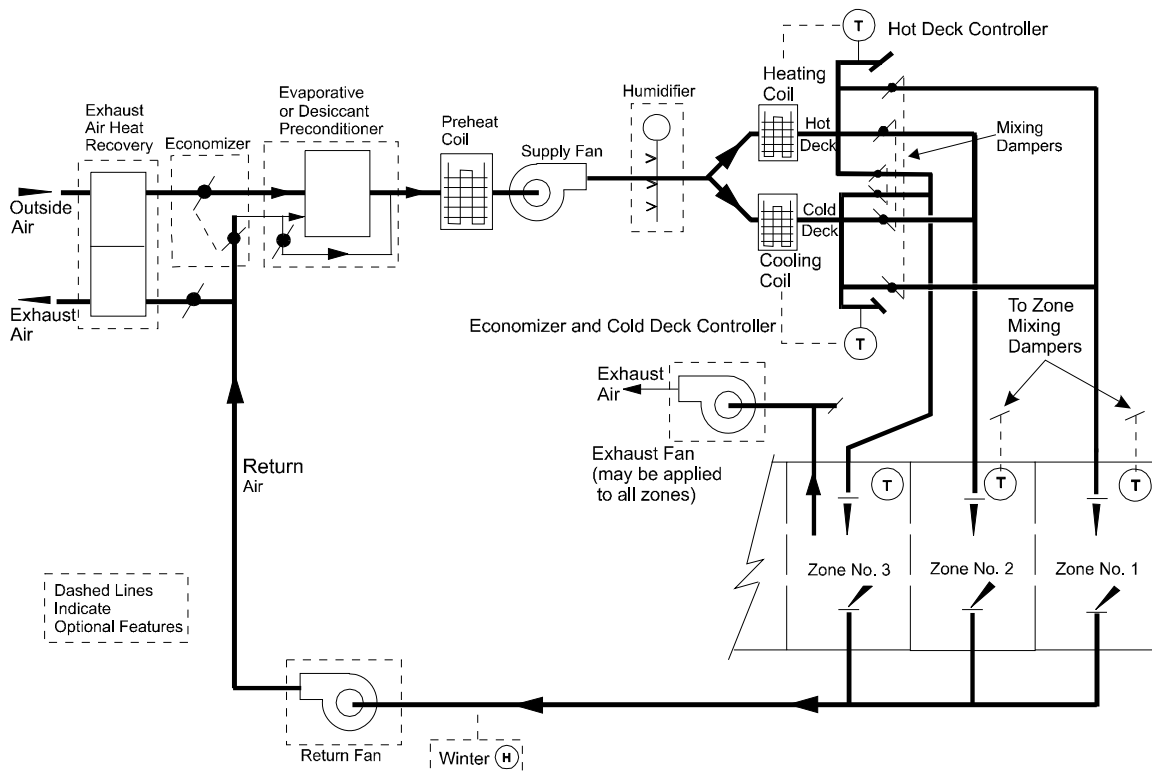 T
Hot Deck Controller
Exhaust
Air Heat
Recovery
Economizer
Evaporative
or Desiccant
Preconditioner
Preheat
Coil
Supply Fan
Humidifier
Heating
Coil
Hot
Deck
Mixing
Dampers
Outside
Air
Cold
Deck
Cooling
Coil
Exhaust
Air
Economizer and Cold Deck Controller
T
To Zone
Mixing
Dampers
Exhaust
Air
Exhaust Fan
(may be applied
to all zones)
Return
Air
T
T
T
Zone No. 3
Zone No. 2
Zone No. 1
Dashed Lines
Indicate
Optional Features
Return Fan
Winter H